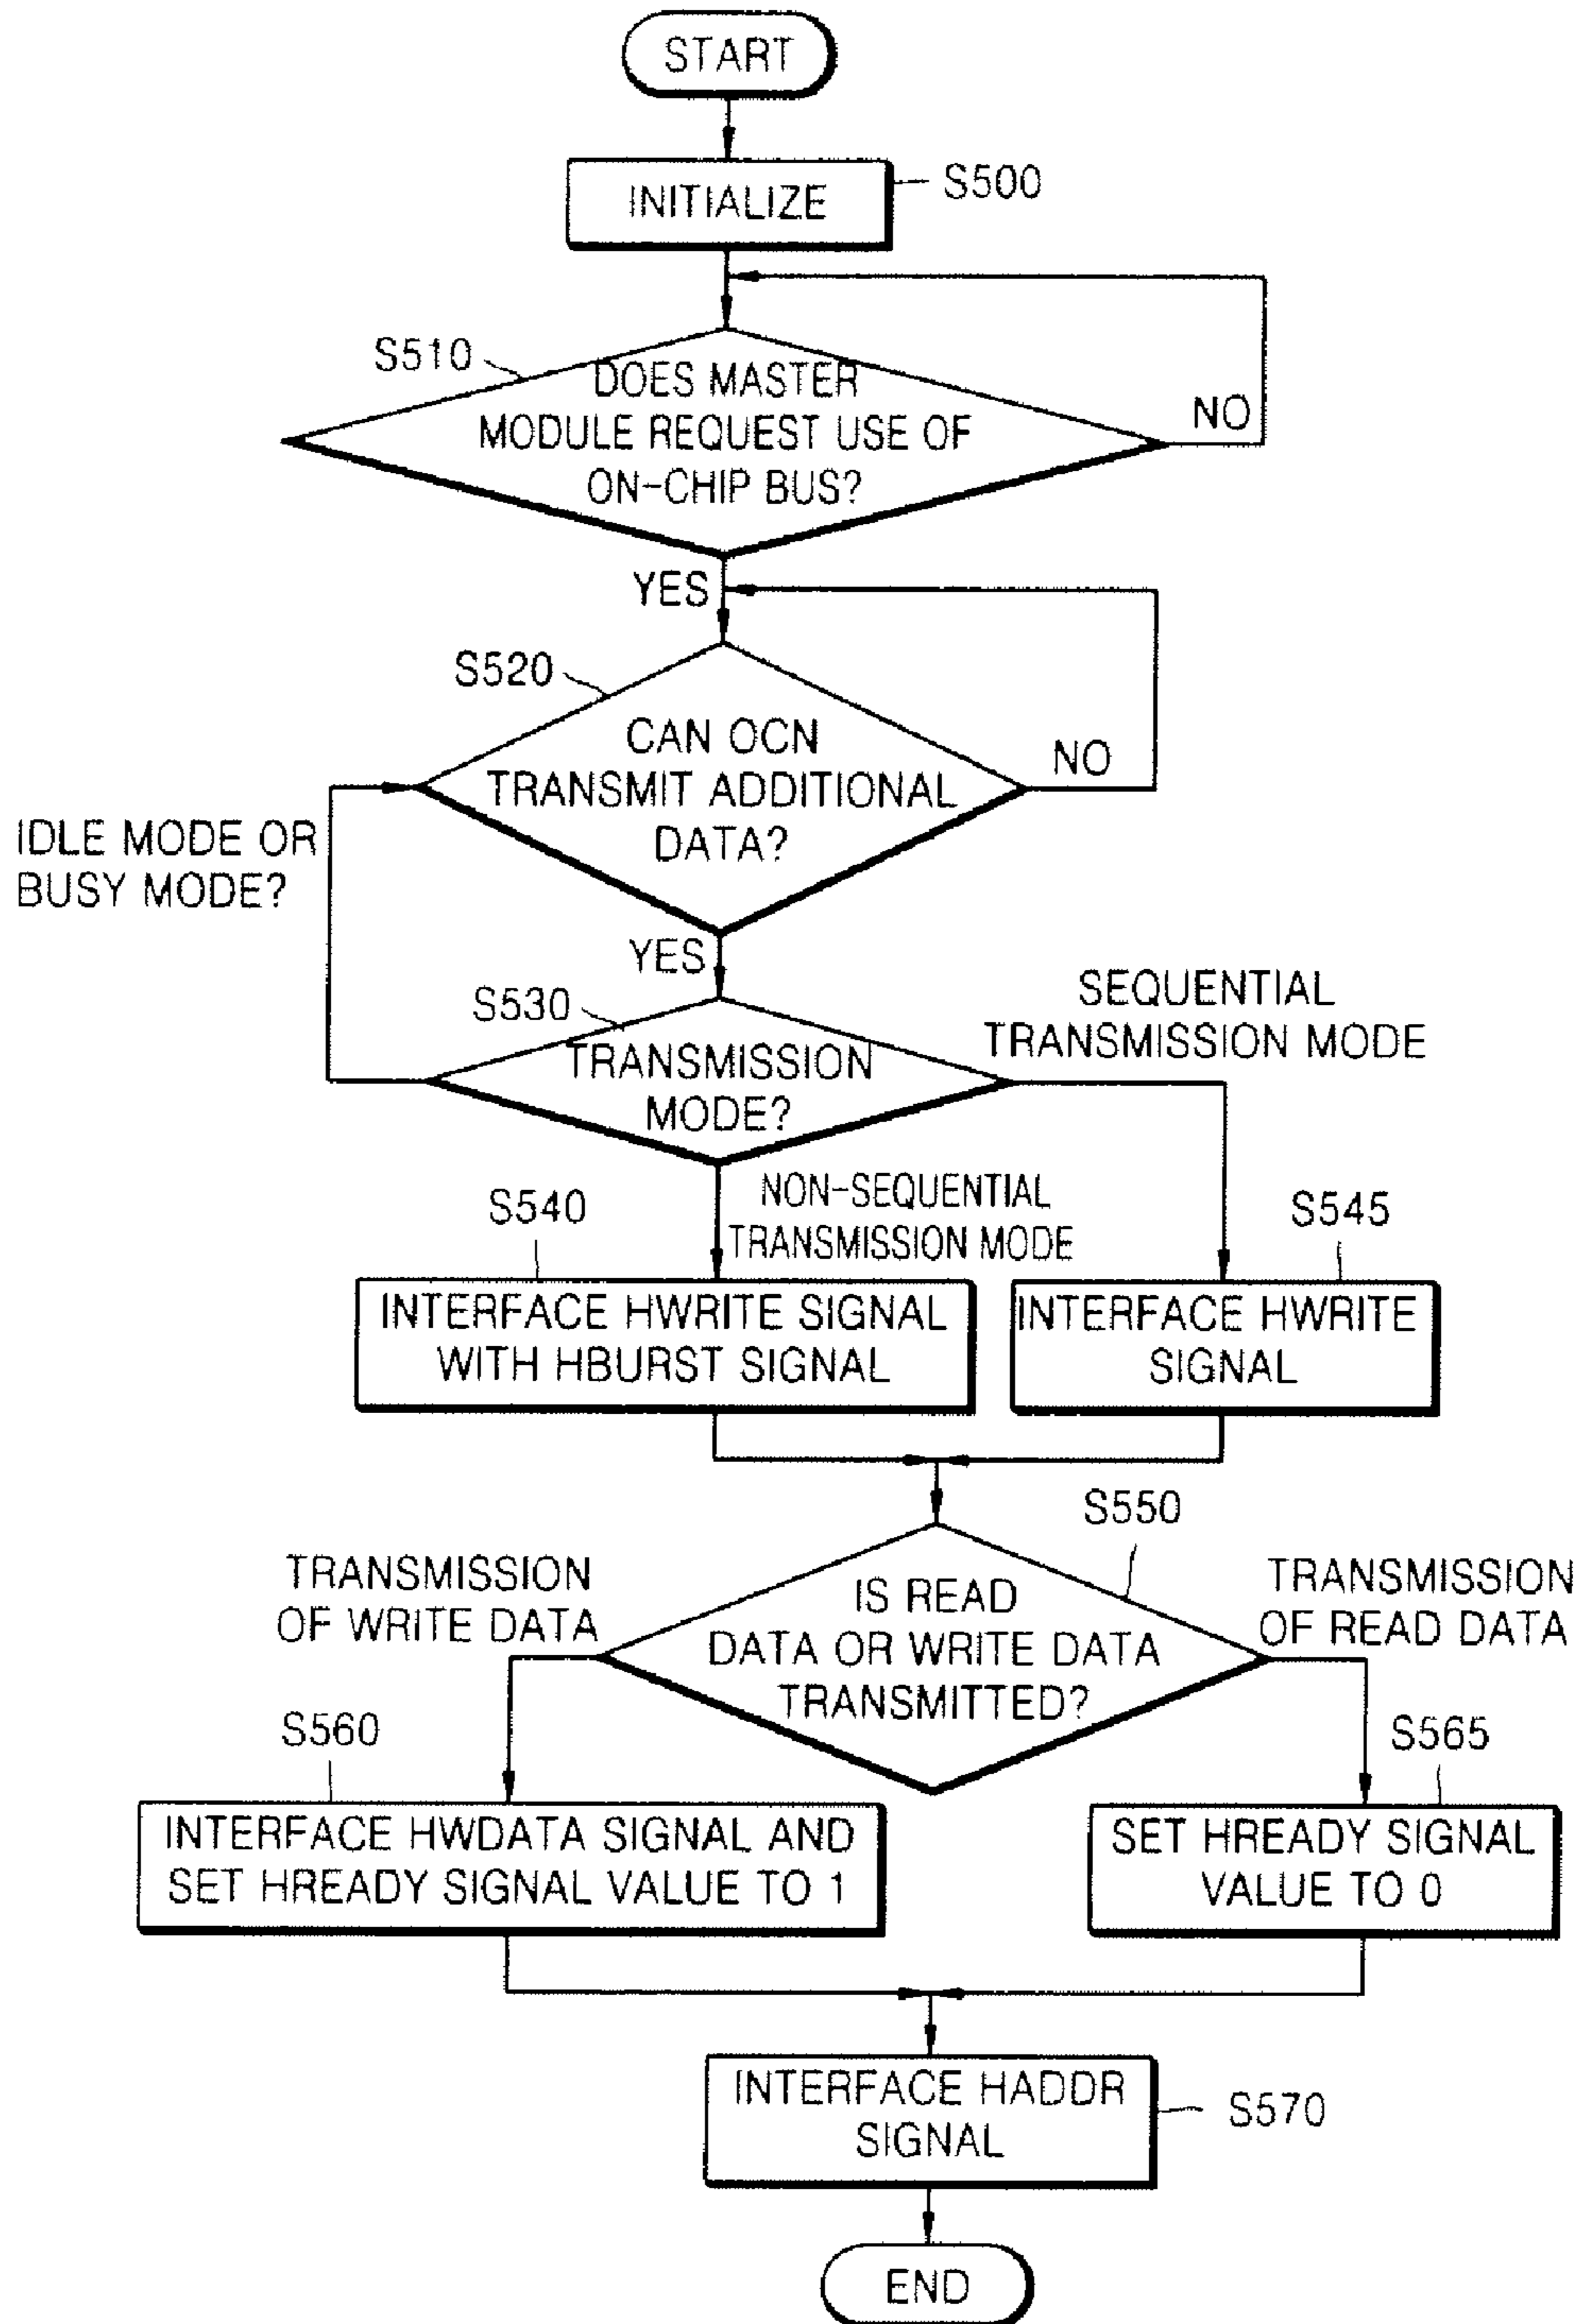 START
INITIALIZE
S500
S510
DOES MASTER
MODULE REQUEST USE OF
ON-CHIP BUS?
NO
YES
S520
CAN OCN
TRANSMIT ADDITIONAL
DATA?
NO
IDLE MODE OR
BUSY MODE?
YES
S530
TRANSMISSION
MODE?
SEQUENTIAL
TRANSMISSION MODE
NON-SEQUENTIAL
TRANSMISSION MODE
S540
INTERFACE HWRITE SIGNAL
WITH HBURST SIGNAL
S545
INTERFACE HWRITE
SIGNAL
S550
IS READ
DATA OR WRITE DATA
TRANSMITTED?
TRANSMISSION
OF WRITE DATA
TRANSMISSION
OF READ DATA
S560
INTERFACE HWDATA SIGNAL AND
SET HREADY SIGNAL VALUE TO 1
S565
SET HREADY SIGNAL
VALUE TO 0
INTERFACE HADDR
SIGNAL
S570
END